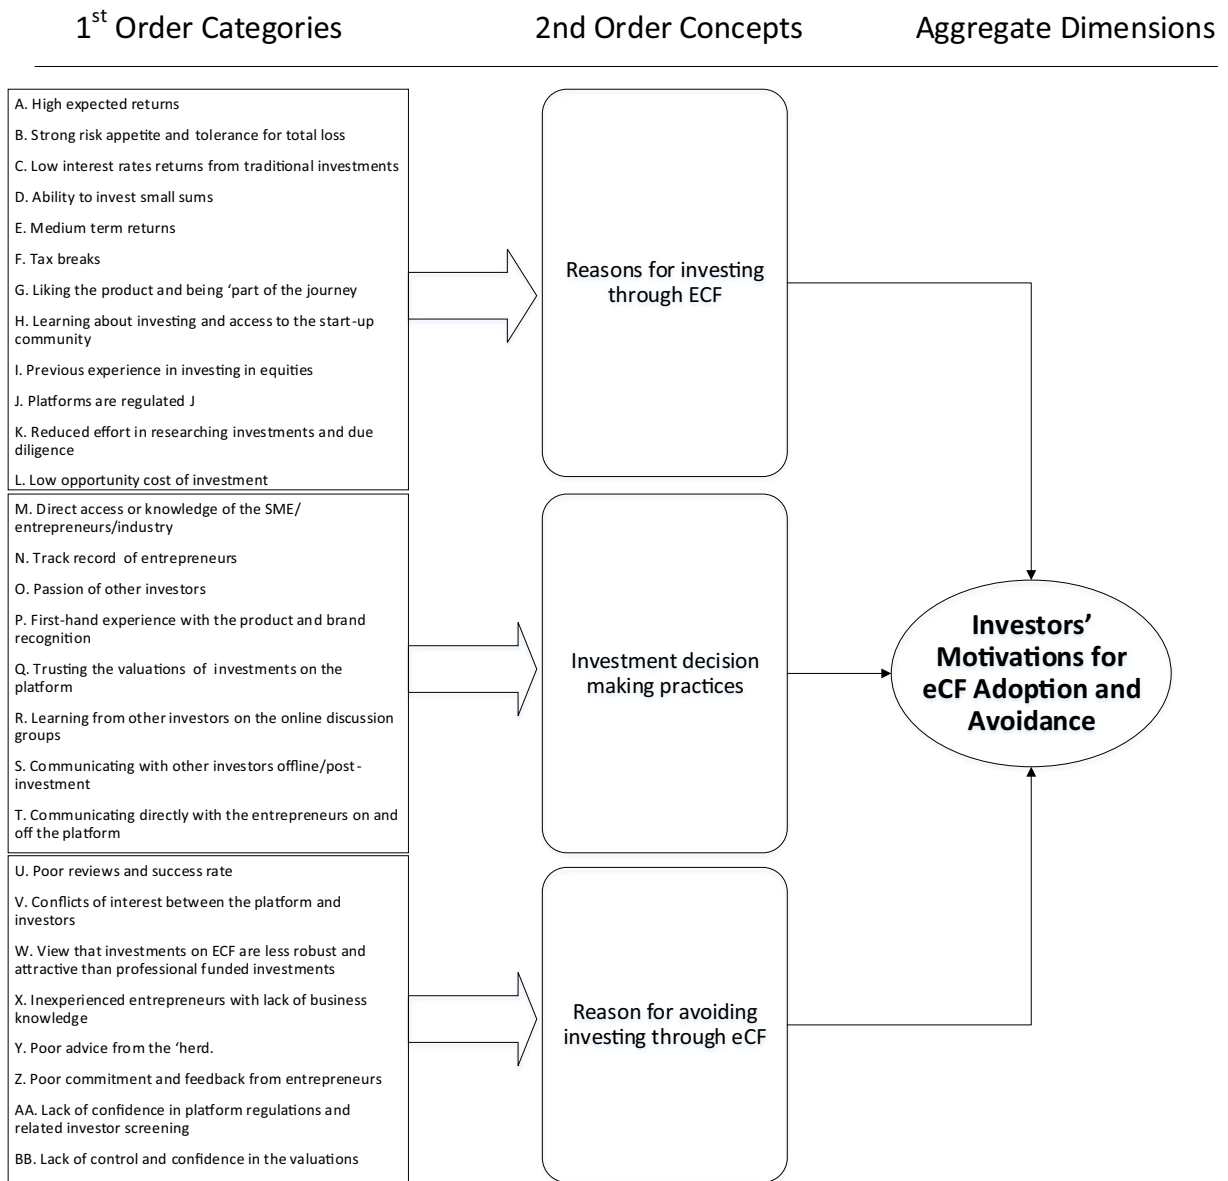 1st Order Categories
2nd Order Concepts
Aggregate Dimensions
A. High expected returns
B. Strong risk appetite and tolerance for total loss
C. Low interest rates returns from traditional investments
D. Ability to invest small sums
E. Medium term returns
F. Tax breaks
G. Liking the product and being ‘part of the journey
H. Learning about investing and access to the start-up
community
I. Previous experience in investing in equities
J. Platforms are regulated J
K. Reduced effort in researching investments and due
diligence
L. Low opportunity cost of investment
Reasons for investing
through ECF
M. Direct access or knowledge of the SME/
entrepreneurs/industry
N. Track record of entrepreneurs
O. Passion of other investors
P. First-hand experience with the product and brand
recognition
Q. Trusting the valuations of investments on the
platform
R. Learning from other investors on the online discussion
groups
S. Communicating with other investors offline/post-
investment
T. Communicating directly with the entrepreneurs on and
off the platform
Investment decision
making practices
U. Poor reviews and success rate
V. Conflicts of interest between the platform and
investors
W. View that investments on ECF are less robust and
attractive than professional funded investments
X. Inexperienced entrepreneurs with lack of business
knowledge
Y. Poor advice from the ‘herd.
Z. Poor commitment and feedback from entrepreneurs
AA. Lack of confidence in platform regulations and
related investor screening
BB. Lack of control and confidence in the valuations
Reason for avoiding
investing through eCF
Investors’
Motivations for
eCF Adoption and
Avoidance